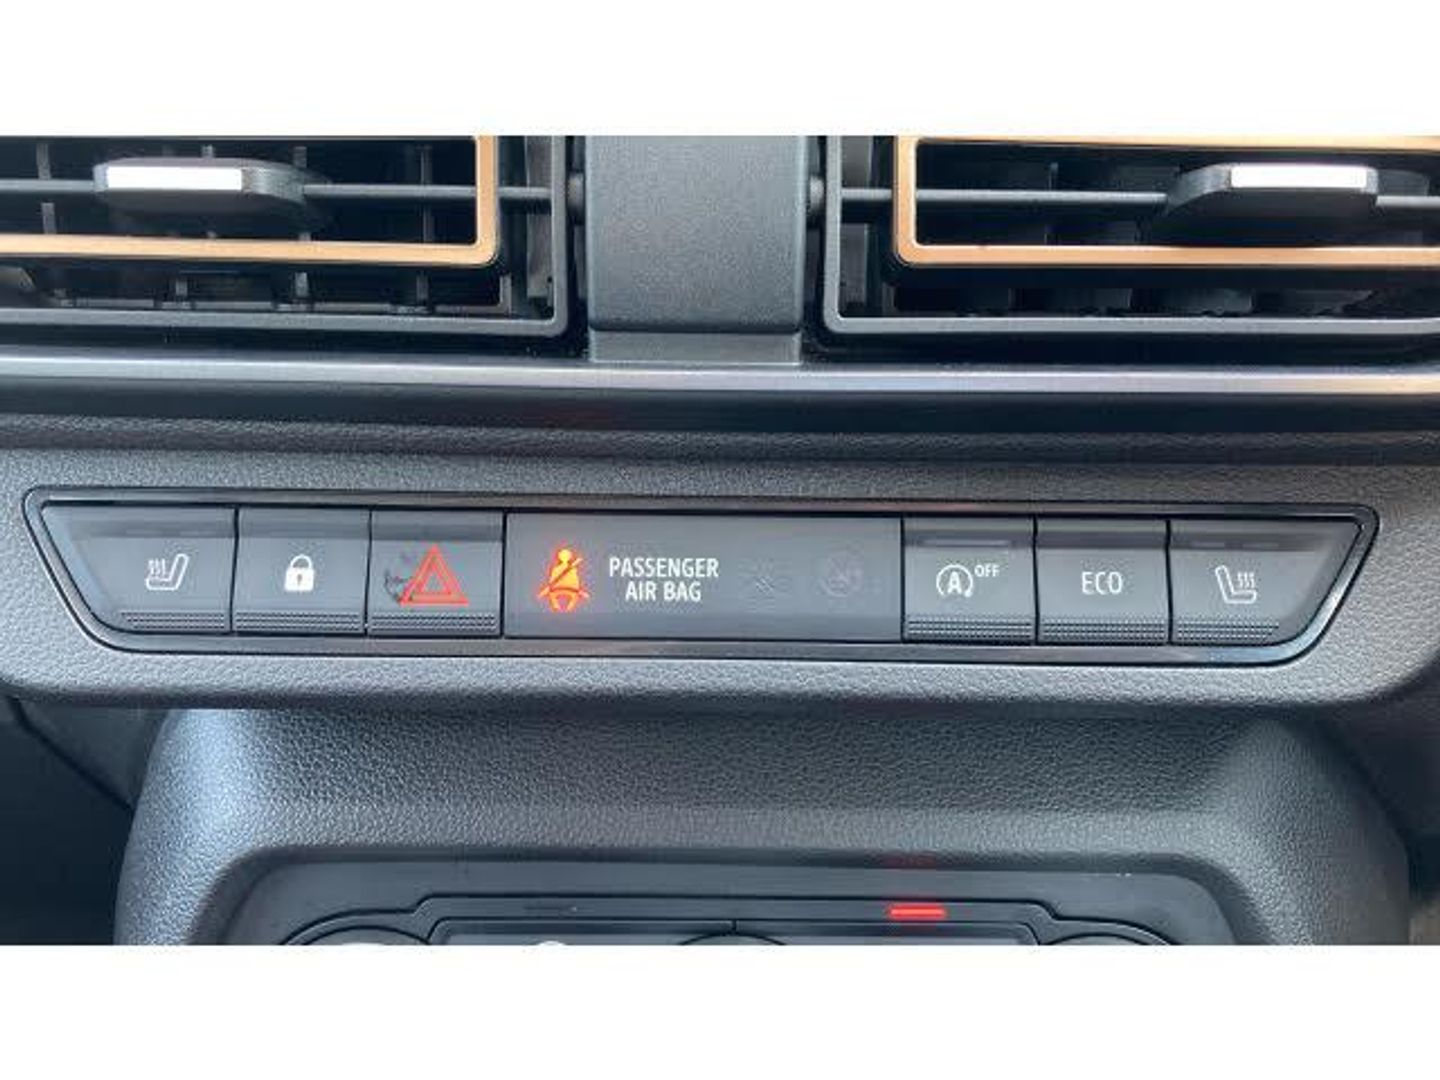 PASSENGER
AIR BAG
A OFF
ECO